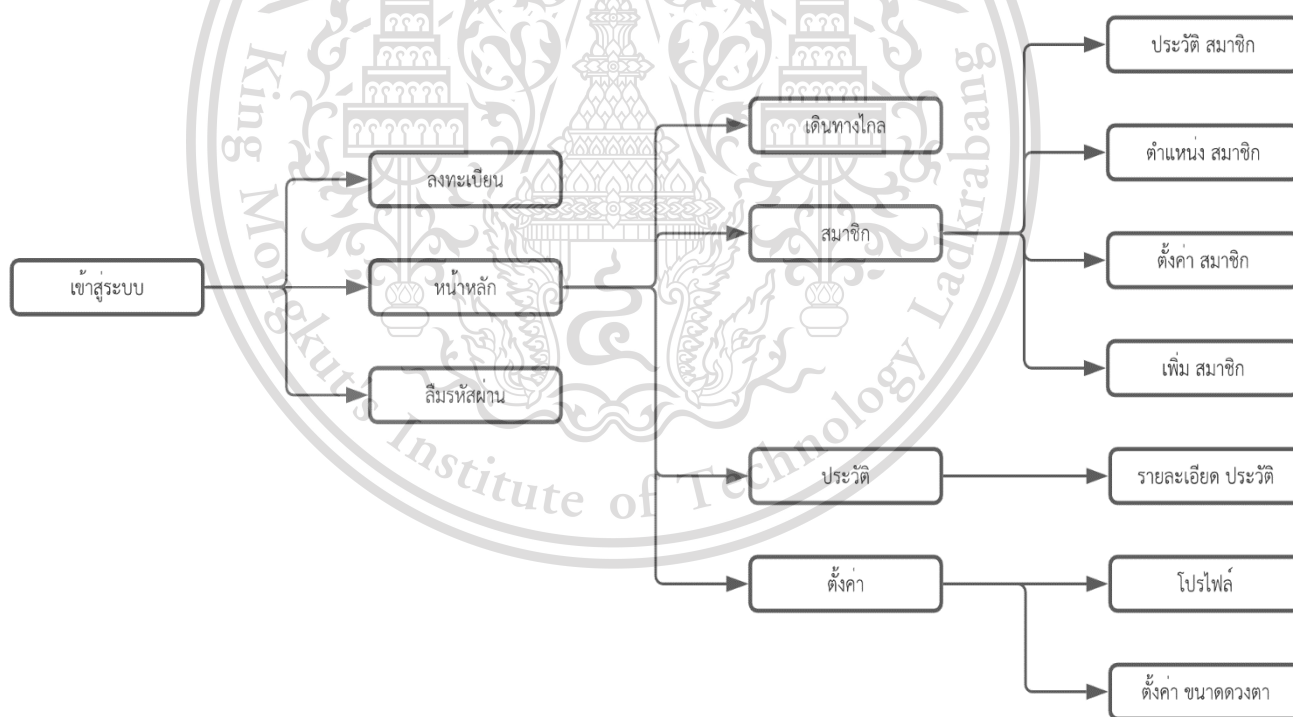 ประวัติ สมาชิก
เดินทางไกล
ตำแหน่ง สมาชิก
ลงทะเบียน
สมาชิก
ตั้งค่า สมาชิก
เข้าสู่ระบบ
หน้าหลัก
เพิ่ม สมาชิก
ลืมรหัสผ่าน
ประวัติ
รายละเอียด ประวัติ
ตั้งค่า
โปรไฟล์
ตั้งค่า ขนาดดวงตา
King Mongkut's Institute of Technology Ladkrabang